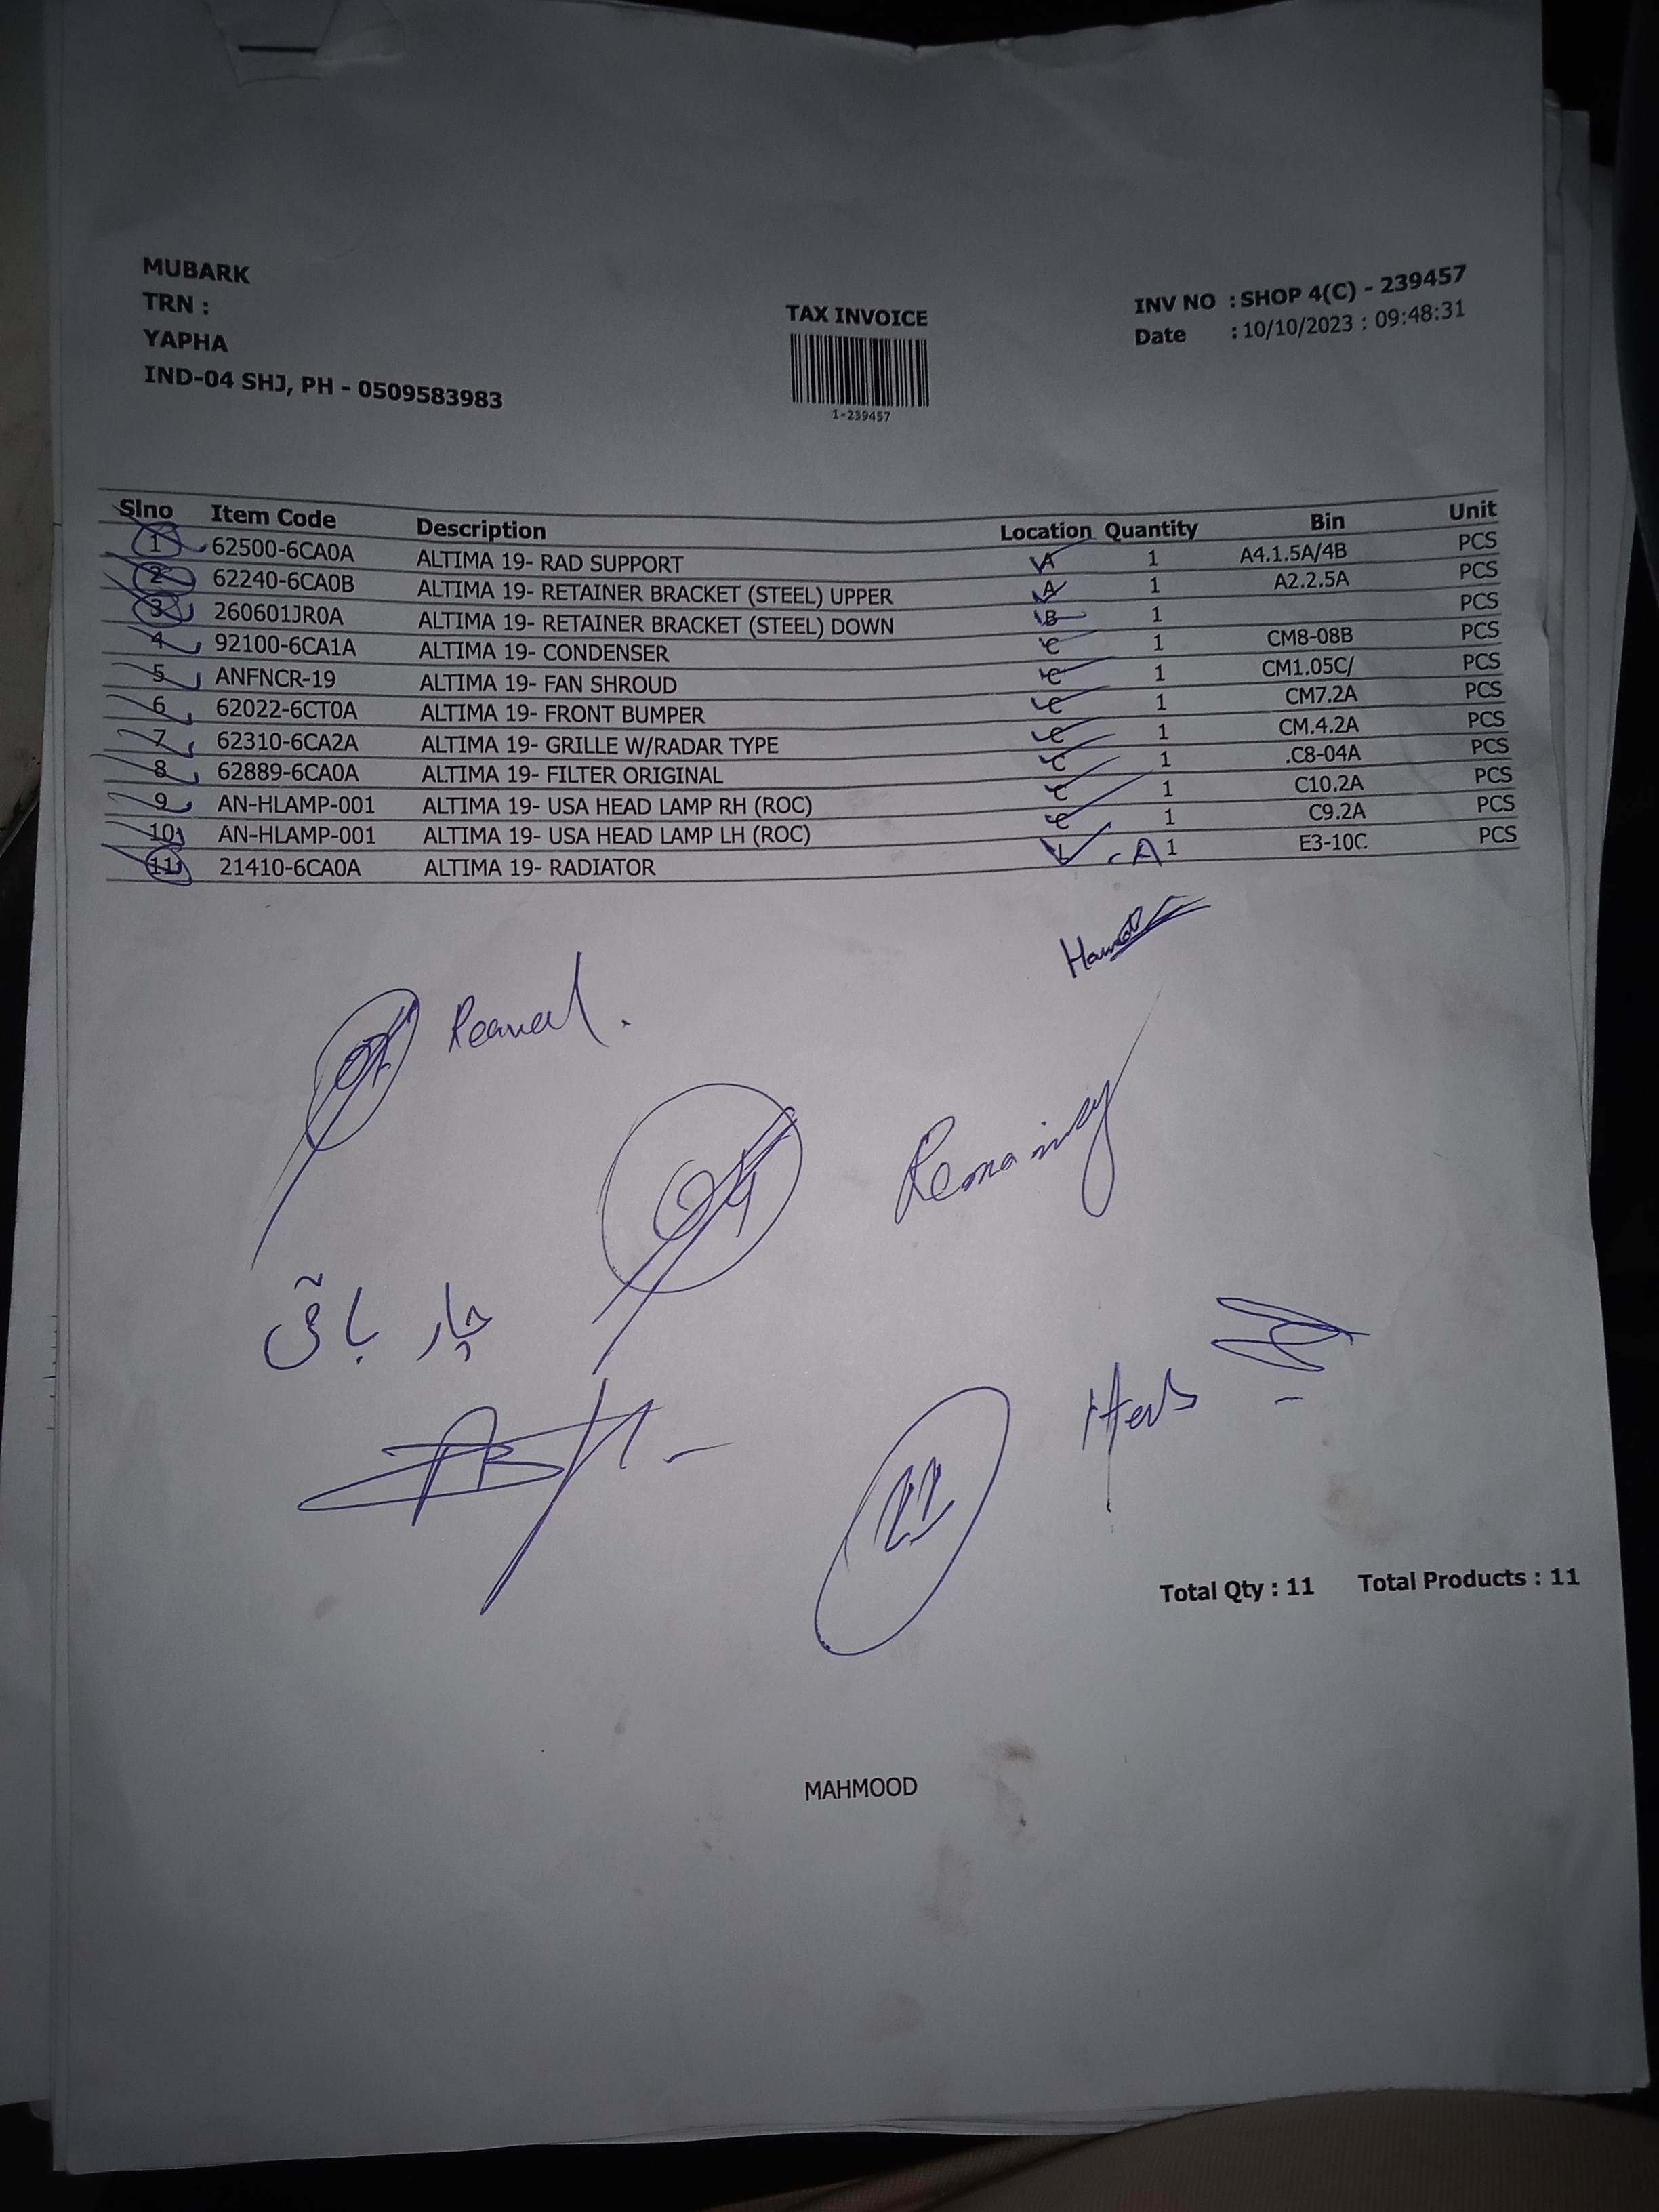 MUBARK
TRN :
YAPHA
IND-04 SHJ, PH - 0509583983
TAX INVOICE
1-239457
INV NO : SHOP 4(C) - 239457
Date : 10/10/2023 : 09:48:31
Slno Item Code Description Location Quantity Bin Unit
1 62500-6CA0A ALTIMA 19- RAD SUPPORT A 1 A4.1.5A/4B PCS
2 62240-6CA0B ALTIMA 19- RETAINER BRACKET (STEEL) UPPER A 1 A2.2.5A PCS
3 260601JR0A ALTIMA 19- RETAINER BRACKET (STEEL) DOWN B 1 PCS
4 92100-6CA1A ALTIMA 19- CONDENSER C 1 CM8-08B PCS
5 ANFNCR-19 ALTIMA 19- FAN SHROUD C 1 CM1.05C/ PCS
6 62022-6CT0A ALTIMA 19- FRONT BUMPER C 1 CM7.2A PCS
7 62310-6CA2A ALTIMA 19- GRILLE W/RADAR TYPE C 1 CM.4.2A PCS
8 62889-6CA0A ALTIMA 19- FILTER ORIGINAL C 1 .C8-04A PCS
9 AN-HLAMP-001 ALTIMA 19- USA HEAD LAMP RH (ROC) C 1 C10.2A PCS
10 AN-HLAMP-001 ALTIMA 19- USA HEAD LAMP LH (ROC) C 1 C9.2A PCS
11 21410-6CA0A ALTIMA 19- RADIATOR A 1 E3-10C PCS
04 Remaining
چار باقی
11
Total Qty : 11 Total Products : 11
MAHMOOD